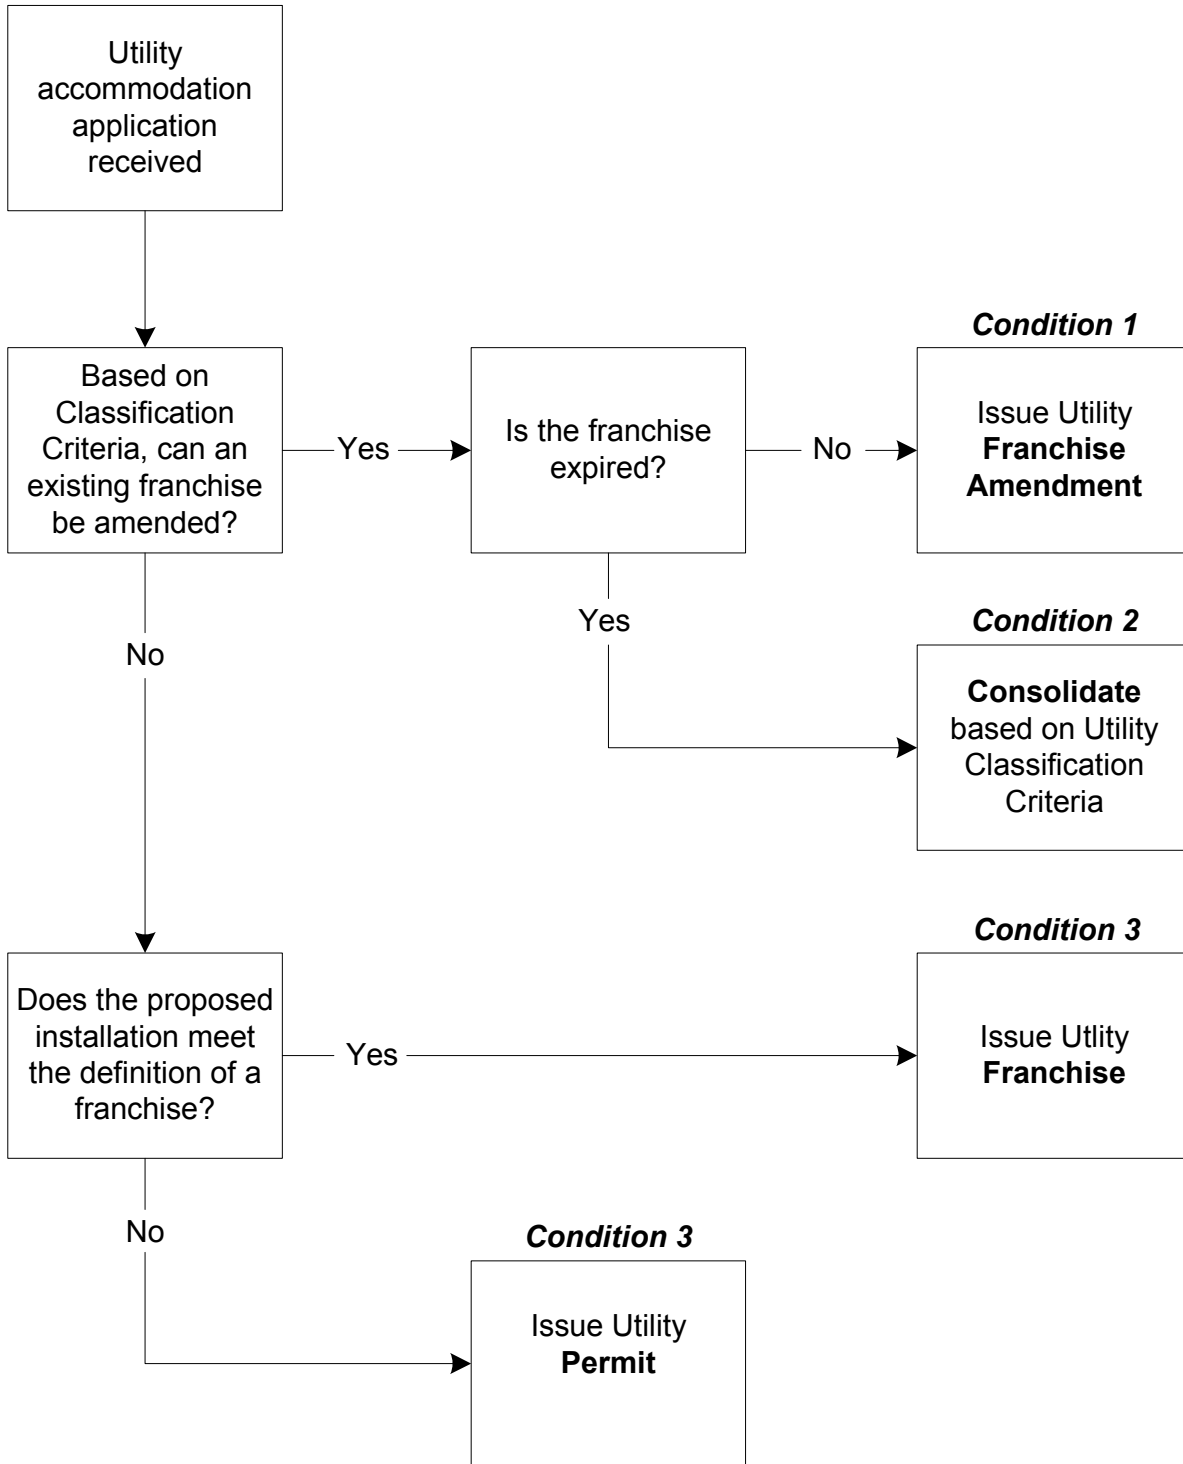 Utility
accommodation
application
received
Condition 1
Based on
Classification
Criteria, can an
existing franchise
be amended?
Yes
Is the franchise
expired?
No
Issue Utility
Franchise
Amendment
Yes
No
Condition 2
Consolidate
based on Utility
Classification
Criteria
Condition 3
Does the proposed
installation meet
the definition of a
franchise?
Yes
Issue Utlity
Franchise
No
Condition 3
Issue Utility
Permit